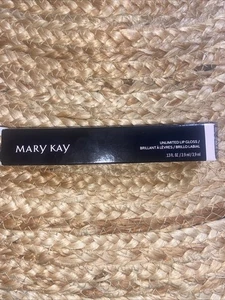 MARY KAY
UNLIMITED LIP GLOSS /
BRILLANT À LÈVRES / BRILLO LABIAL